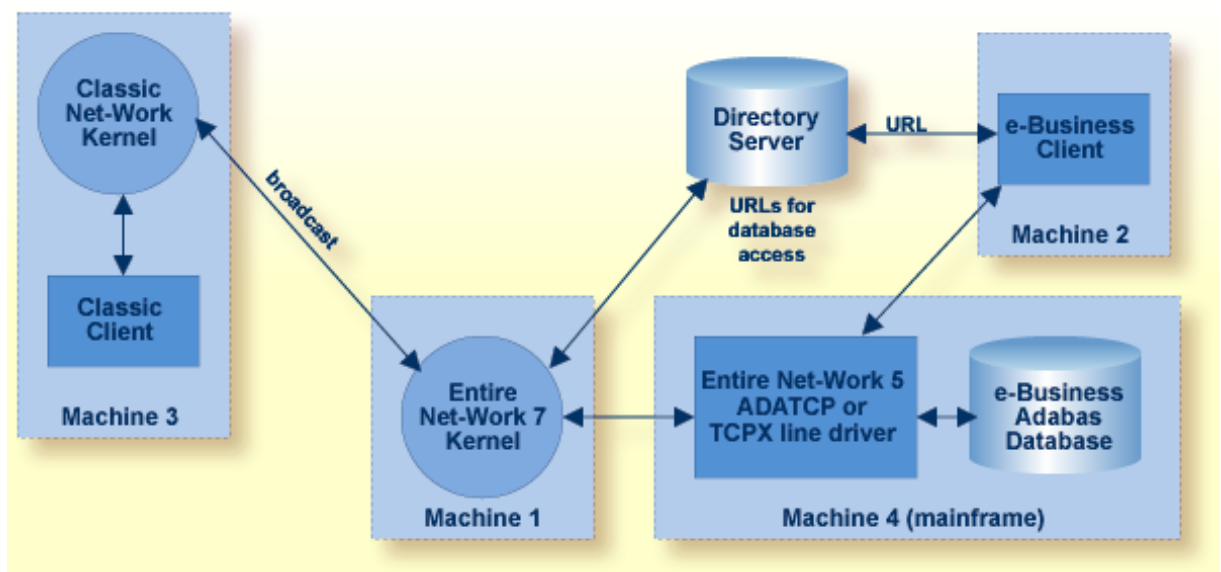 Classic
Net-Work
Kernel
broadcast
Classic
Client
Machine 3
Directory
Server
URL
URLs for
database
access
e-Business
Client
Machine 2
Entire
Net-Work 7
Kernel
Machine 1
Entire Net-Work 5
ADATCP or
TCPX line driver
e-Business
Adabas
Database
Machine 4 (mainframe)